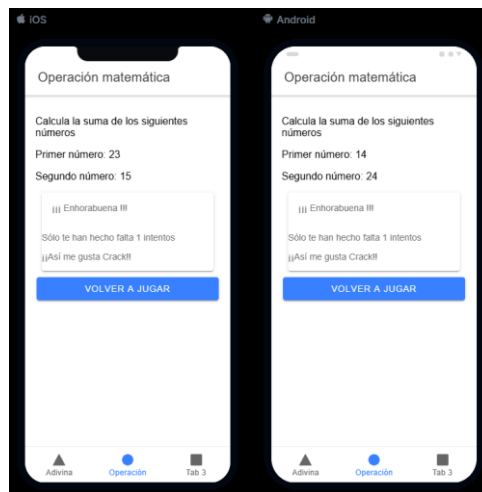 iOS
Operación matemática
Calcula la suma de los siguientes
números
Primer número: 23
Segundo número: 15
¡¡¡ Enhorabuena !!!
Sólo te han hecho falta 1 intentos
¡¡Así me gusta Crack!!
VOLVER A JUGAR
Adivina
Operación
Tab 3
Android
Operación matemática
Calcula la suma de los siguientes
números
Primer número: 14
Segundo número: 24
¡¡¡ Enhorabuena !!!
Sólo te han hecho falta 1 intentos
¡¡Así me gusta Crack!!
VOLVER A JUGAR
Adivina
Operación
Tab 3